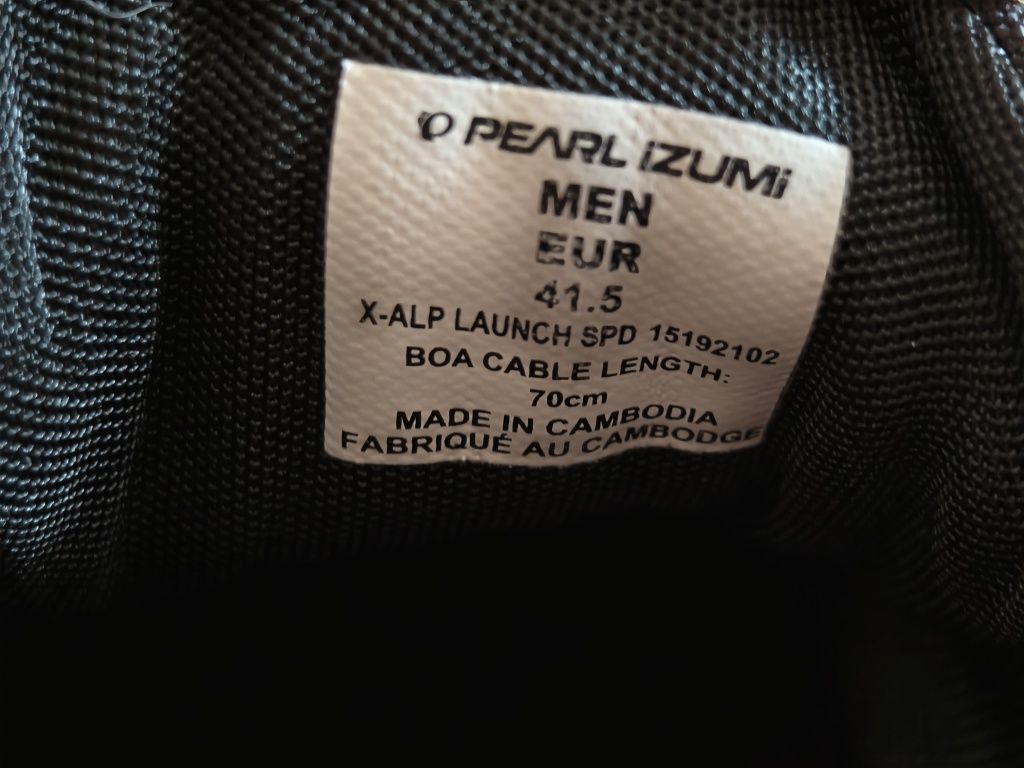 PEARL iZUMi
MEN
EUR
41.5
X-ALP LAUNCH SPD 15192102
BOA CABLE LENGTH:
70cm
MADE IN CAMBODIA
FABRIQUÉ AU CAMBODGE